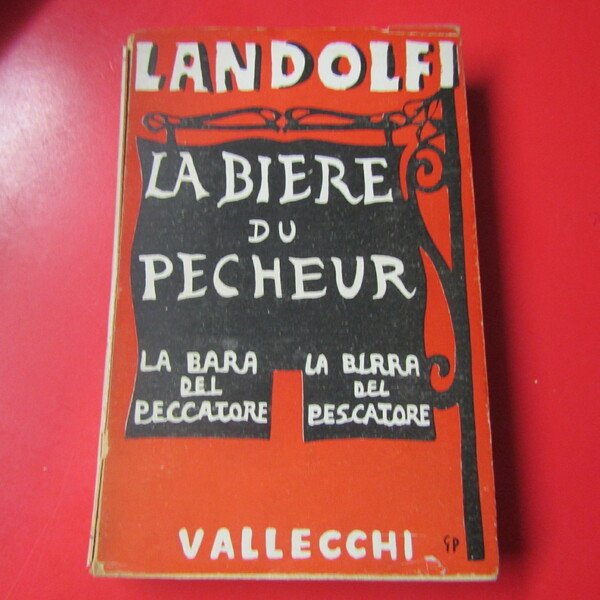 LANDOLFI
LA BIERE
DU
PECHEUR
LA BARA
DEL
PECCATORE
LA BIRRA
DEL
PESCATORE
VALLECCHI
GP